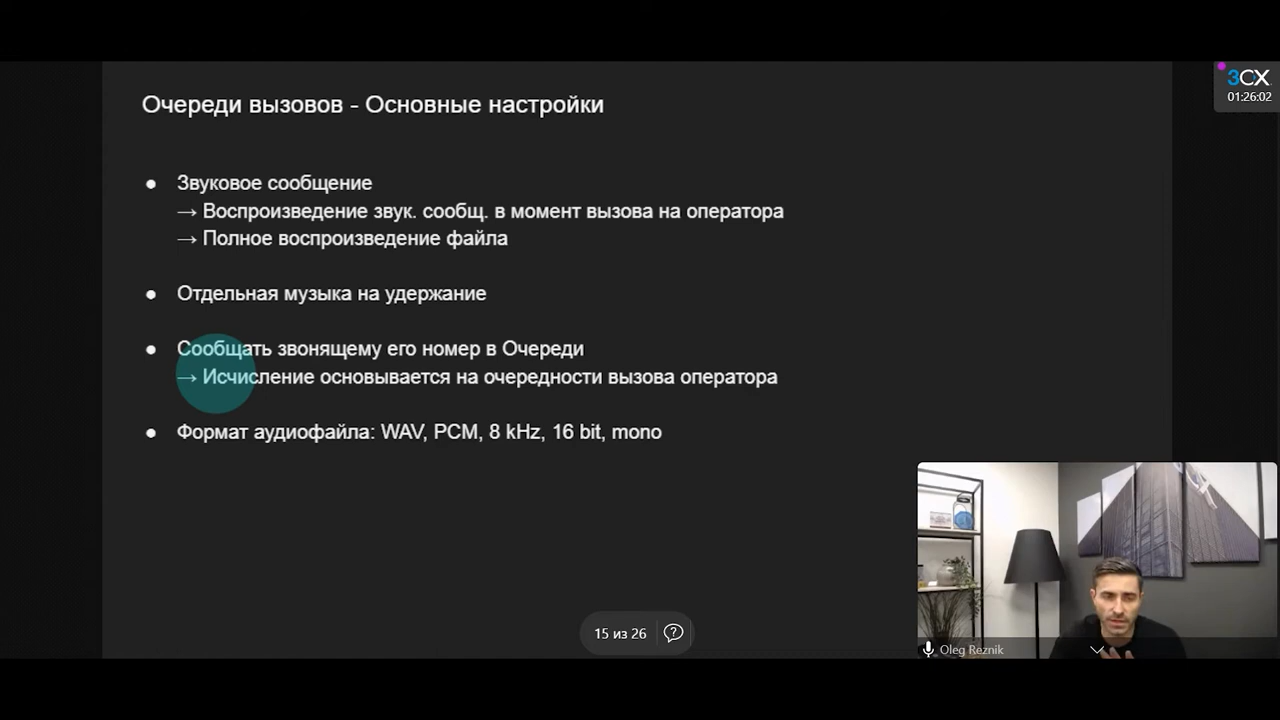 3CX
01:26:02
Очереди вызовов - Основные настройки
● Звуковое сообщение
→ Воспроизведение звук. сообщ. в момент вызова на оператора
→ Полное воспроизведение файла
● Отдельная музыка на удержание
● Сообщать звонящему его номер в Очереди
→ Исчисление основывается на очередности вызова оператора
● Формат аудиофайла: WAV, PCM, 8 kHz, 16 bit, mono
15 из 26
Oleg Reznik